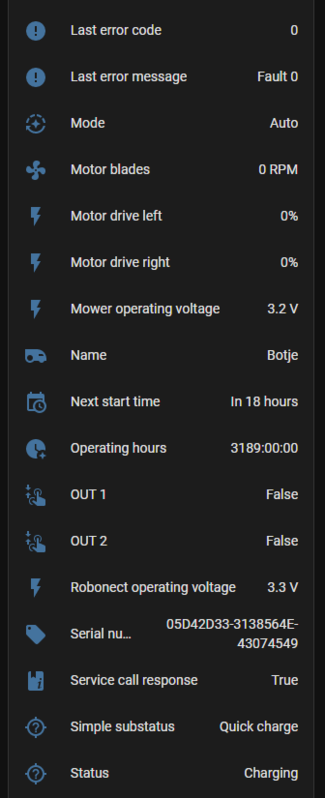 Last error code 0
Last error message Fault 0
Mode Auto
Motor blades 0 RPM
Motor drive left 0%
Motor drive right 0%
Mower operating voltage 3.2 V
Name Botje
Next start time In 18 hours
Operating hours 3189:00:00
OUT 1 False
OUT 2 False
Robonect operating voltage 3.3 V
Serial nu... 05D42D33-3138564E-
43074549
Service call response True
Simple substatus Quick charge
Status Charging